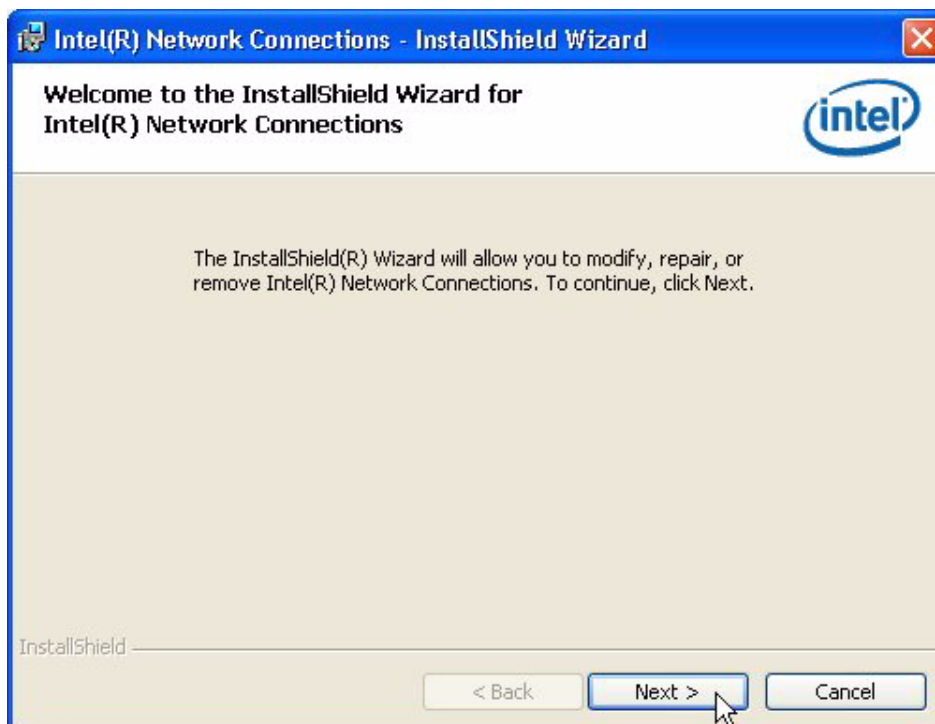 Intel(R) Network Connections - InstallShield Wizard
Welcome to the InstallShield Wizard for
Intel(R) Network Connections
intel
The InstallShield(R) Wizard will allow you to modify, repair, or
remove Intel(R) Network Connections. To continue, click Next.
InstallShield
< Back
Next >
Cancel